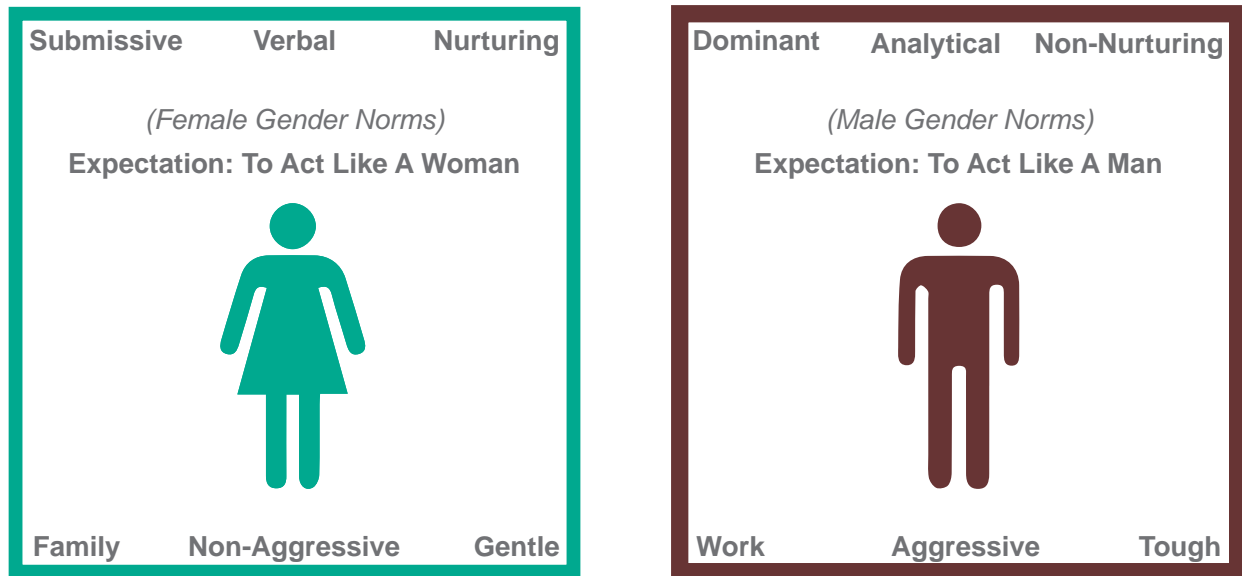 Submissive Verbal Nurturing
(Female Gender Norms)
Expectation: To Act Like A Woman
Family Non-Aggressive Gentle
Dominant Analytical Non-Nurturing
(Male Gender Norms)
Expectation: To Act Like A Man
Work Aggressive Tough